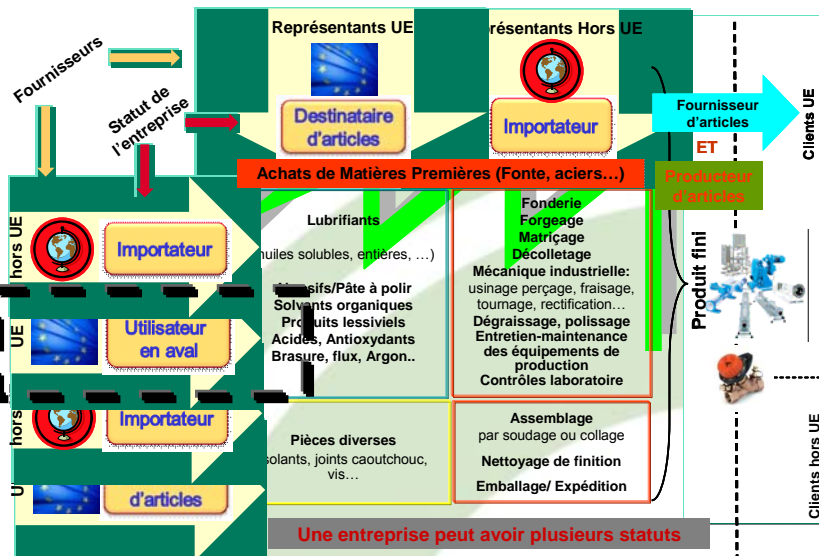 Représentants UE
présentants Hors UE
Fournisseurs
Statut de
l'entreprise
Destinataire
d'articles
Importateur
Fournisseur
d'articles
ET
Producteur
d'articles
Clients UE
Achats de Matières Premières (Fonte, aciers…)
hors UE
Importateur
Lubrifiants
huiles solubles, entières, …)
Pâte à polir
Solvants organiques
Produits lessiviels
Acides, Antioxydants
Brasure, flux, Argon..
Fonderie
Forgeage
Matriçage
Décolletage
Mécanique industrielle:
usinage perçage, fraisage,
tournage, rectification…
Dégraissage, polissage
Entretien-maintenance
des équipements de
production
Contrôles laboratoire
Produit fini
UE
Utilisateur
en aval
hors
Importateur
Pièces diverses
solants, joints caoutchouc,
vis…
Assemblage
par soudage ou collage
Nettoyage de finition
Emballage/ Expédition
Clients hors UE
d'articles
Une entreprise peut avoir plusieurs statuts